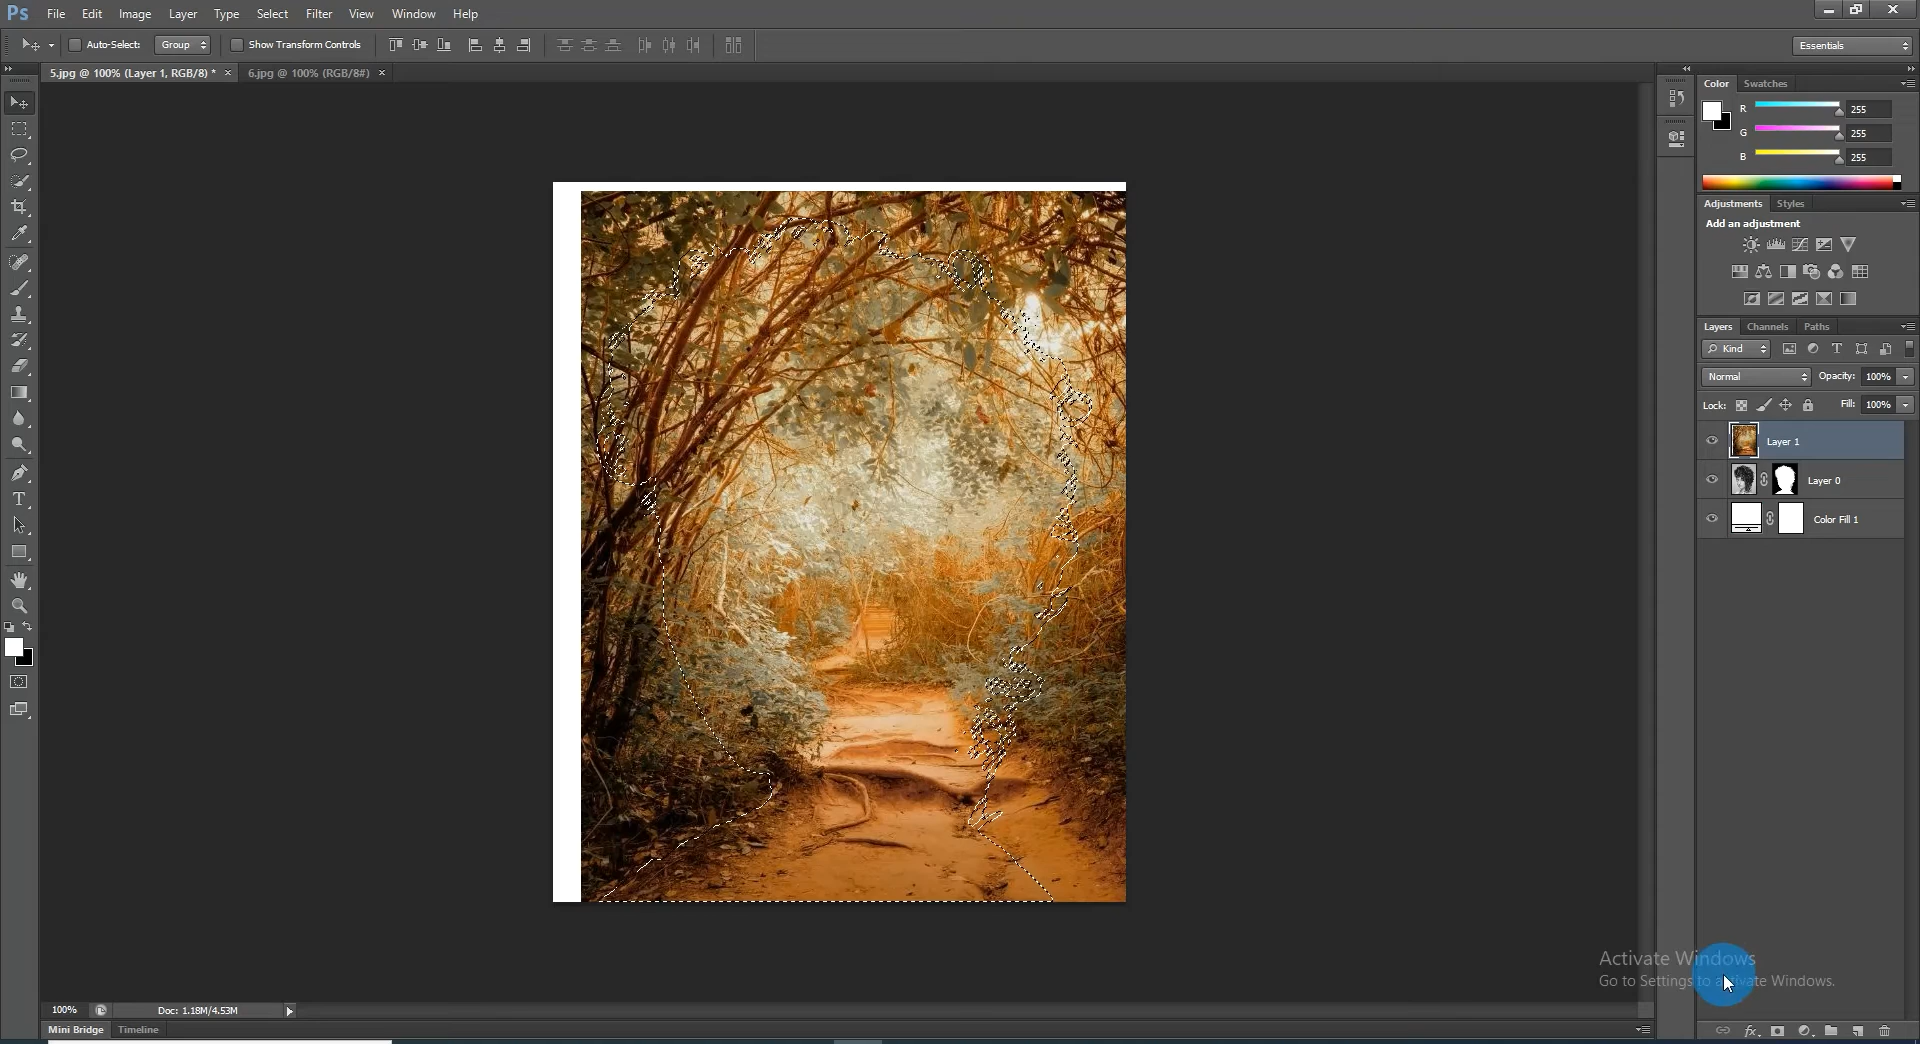 Ps File Edit Image Layer Type Select Filter View Window Help
Auto-Select: Group Show Transform Controls Essentials
5.jpg @ 100% (Layer 1, RGB/8) * × 6.jpg @ 100% (RGB/8#) ×
Color Swatches
R 255
G 255
B 255
Adjustments Styles
Add an adjustment
Layers Channels Paths
Kind T
Normal Opacity: 100%
Lock: Fill: 100%
Layer 1
Layer 0
Color Fill 1
T
Activate Windows
Go to Settings to activate Windows.
100% Doc: 1.18M/4.53M
Mini Bridge Timeline
fx